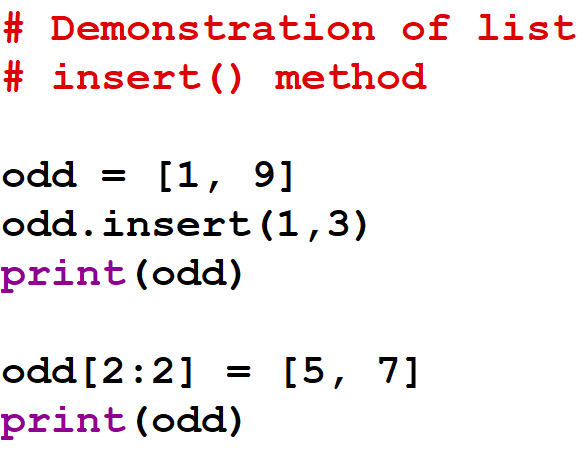 # Demonstration of list
# insert() method
odd = [1, 9]
odd.insert(1,3)
print(odd)
odd[2:2] = [5, 7]
print(odd)